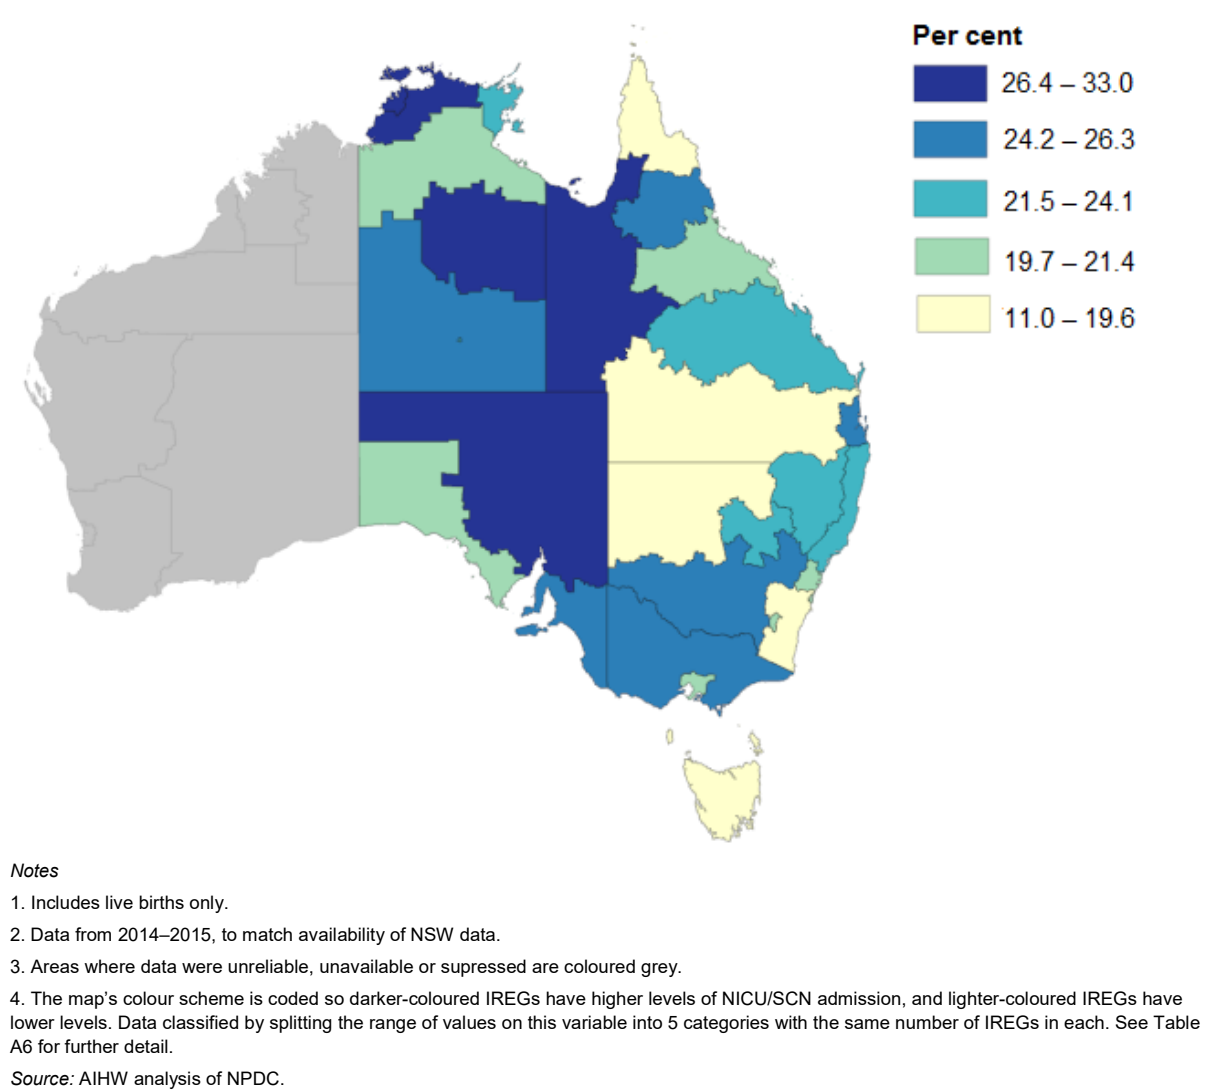 Per cent
26.4 – 33.0
24.2 – 26.3
21.5 – 24.1
19.7 – 21.4
11.0 – 19.6
Notes
1. Includes live births only.
2. Data from 2014–2015, to match availability of NSW data.
3. Areas where data were unreliable, unavailable or supressed are coloured grey.
4. The map’s colour scheme is coded so darker-coloured IREGs have higher levels of NICU/SCN admission, and lighter-coloured IREGs have
lower levels. Data classified by splitting the range of values on this variable into 5 categories with the same number of IREGs in each. See Table
A6 for further detail.
Source: AIHW analysis of NPDC.